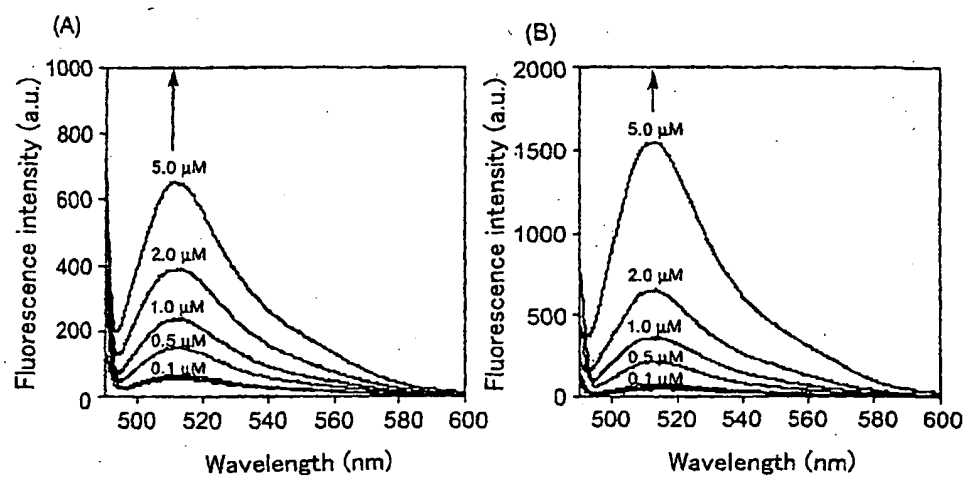 (A)
Fluorescence intensity (a.u.)
1000
800
600
400
200
0
5.0 μM
2.0 μM
1.0 μM
0.5 μM
0.1 μM
500 520 540 560 580 600
Wavelength (nm)
(B)
Fluorescence intensity (a.u.)
2000
1500
1000
500
0
5.0 μM
2.0 μM
1.0 μM
0.5 μM
0.1 μM
500 520 540 560 580 600
Wavelength (nm)